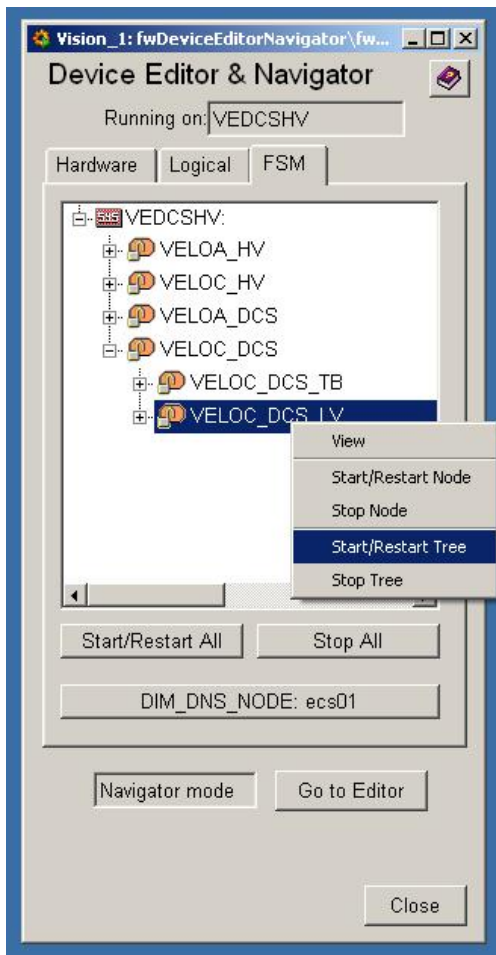 Vision_1: fwDeviceEditorNavigator\fw...
Device Editor & Navigator
Running on: VEDCSHV
Hardware Logical FSM
SYS VEDCSHV:
VELOA_HV
VELOC_HV
VELOA_DCS
VELOC_DCS
VELOC_DCS_TB
VELOC_DCS_LV
View
Start/Restart Node
Stop Node
Start/Restart Tree
Stop Tree
Start/Restart All Stop All
DIM_DNS_NODE: ecs01
Navigator mode Go to Editor
Close